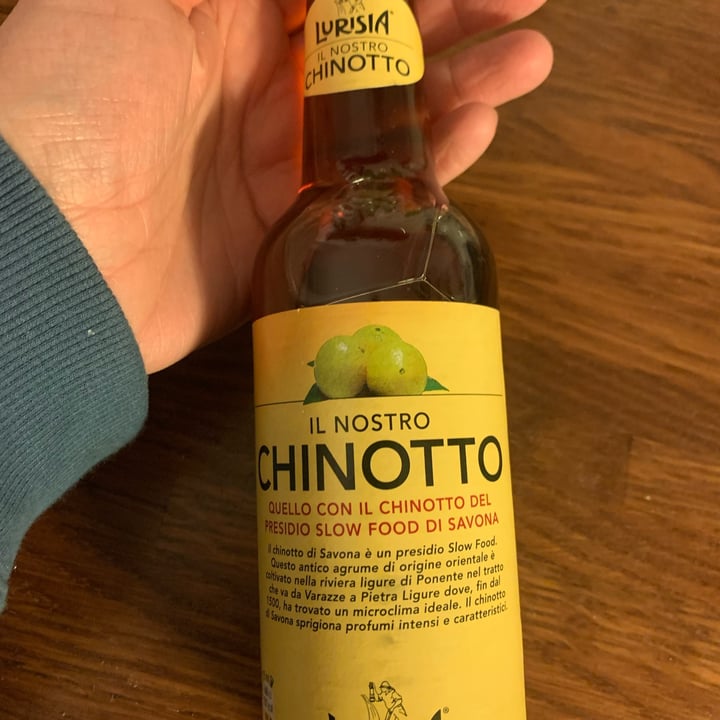 LURISIA®
IL NOSTRO
CHINOTTO
IL NOSTRO
CHINOTTO
QUELLO CON IL CHINOTTO DEL
PRESIDIO SLOW FOOD DI SAVONA
Il chinotto di Savona è un presidio Slow Food.
Questo antico agrume di origine orientale è
coltivato nella riviera ligure di Ponente nel tratto
che va da Varazze a Pietra Ligure dove, fin dal
1500, ha trovato un microclima ideale. Il chinotto
di Savona sprigiona profumi intensi e caratteristici.
®